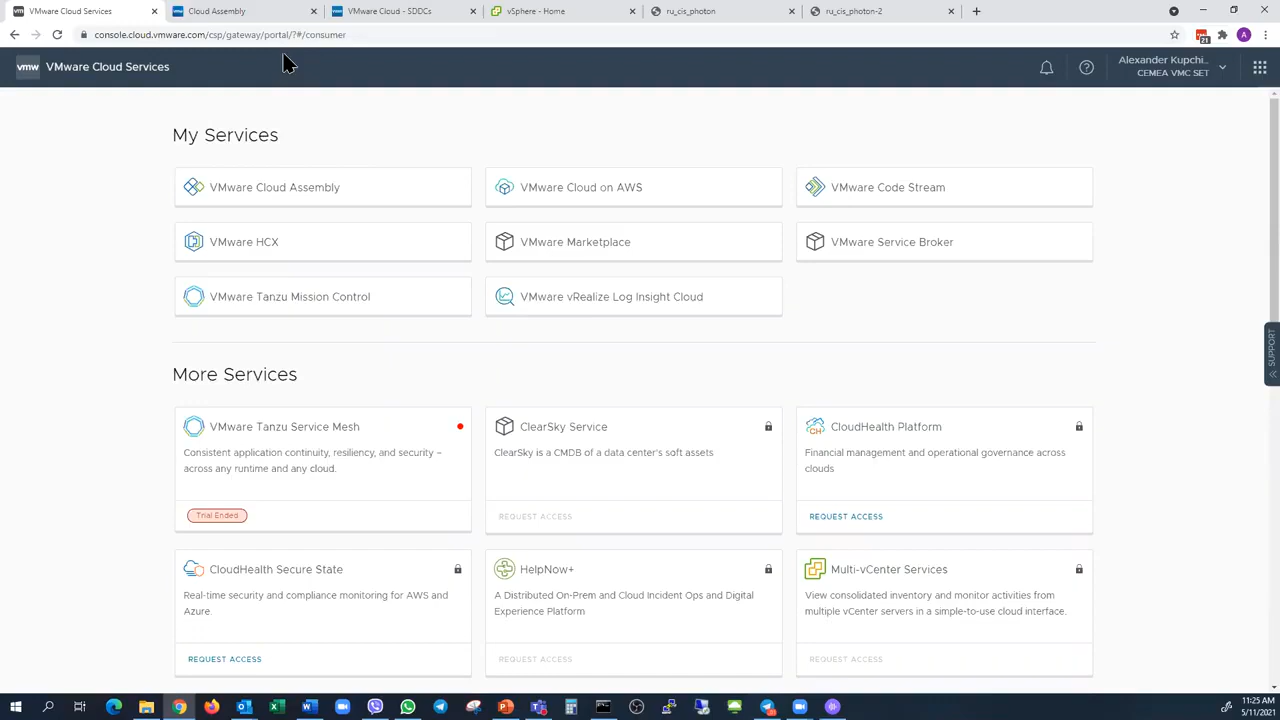 VMware Cloud Services
Cloud Assembly
VMware Cloud - SDDCs
vSphere - Home
ru_cis_photon
ru_cis_photon-2
console.cloud.vmware.com/csp/gateway/portal/?#/consumer
21
A
vmw
VMware Cloud Services
Alexander Kupchi...
CEMEA VMC SET
My Services
VMware Cloud Assembly
VMware Cloud on AWS
VMware Code Stream
VMware HCX
VMware Marketplace
VMware Service Broker
VMware Tanzu Mission Control
VMware vRealize Log Insight Cloud
SUPPORT
More Services
VMware Tanzu Service Mesh
Consistent application continuity, resiliency, and security –
across any runtime and any cloud.
Trial Ended
ClearSky Service
ClearSky is a CMDB of a data center's soft assets
REQUEST ACCESS
CH
CloudHealth Platform
Financial management and operational governance across
clouds
REQUEST ACCESS
CloudHealth Secure State
Real-time security and compliance monitoring for AWS and
Azure.
REQUEST ACCESS
HelpNow+
A Distributed On-Prem and Cloud Incident Ops and Digital
Experience Platform
REQUEST ACCESS
Multi-vCenter Services
View consolidated inventory and monitor activities from
multiple vCenter servers in a simple-to-use cloud interface.
REQUEST ACCESS
11:25 AM
5/11/2021